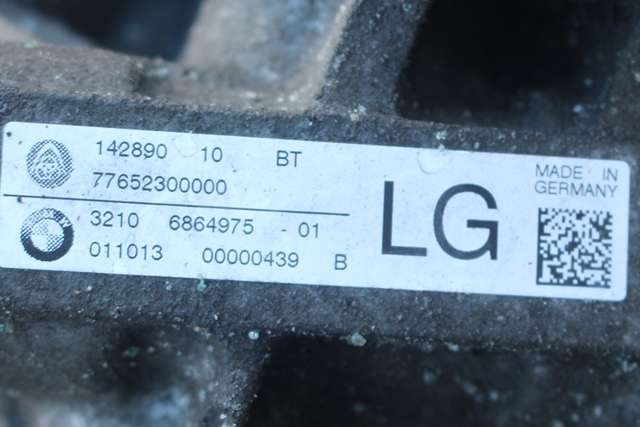 142890 10 BT
77652300000
3210 6864975 - 01
011013 00000439 B
LG
MADE IN
GERMANY